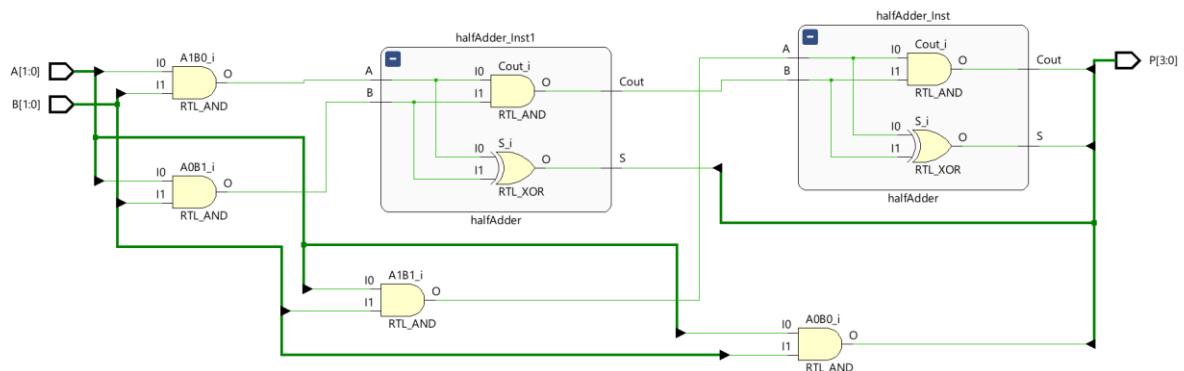 halfAdder_Inst
halfAdder_Inst1
A1B0_i
A[1:0]
I0
O
I1
RTL_AND
B[1:0]
A
B
Cout_i
I0
O
I1
RTL_AND
Cout
S_i
I0
O
I1
RTL_XOR
S
halfAdder
A
B
Cout_i
I0
O
I1
RTL_AND
Cout
S_i
I0
O
I1
RTL_XOR
S
halfAdder
P[3:0]
A0B1_i
I0
O
I1
RTL_AND
A1B1_i
I0
O
I1
RTL_AND
A0B0_i
I0
O
I1
RTL_AND